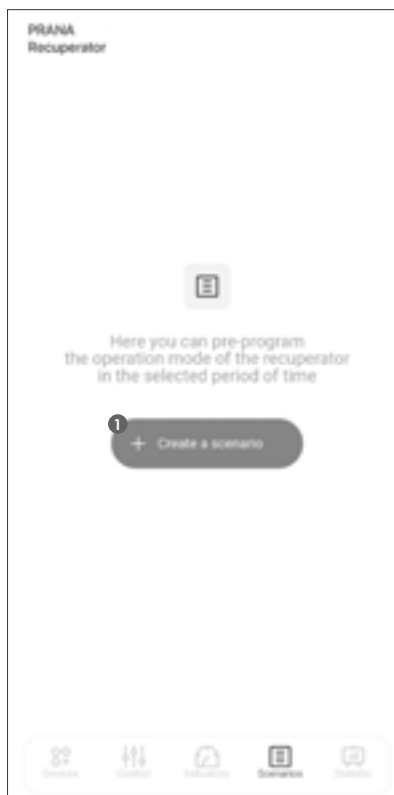 PRANA
Recuperator
Here you can pre-program
the operation mode of the recuperator
in the selected period of time
1
+ Create a scenario
Devices
Control
Indicators
Scenarios
Statistic